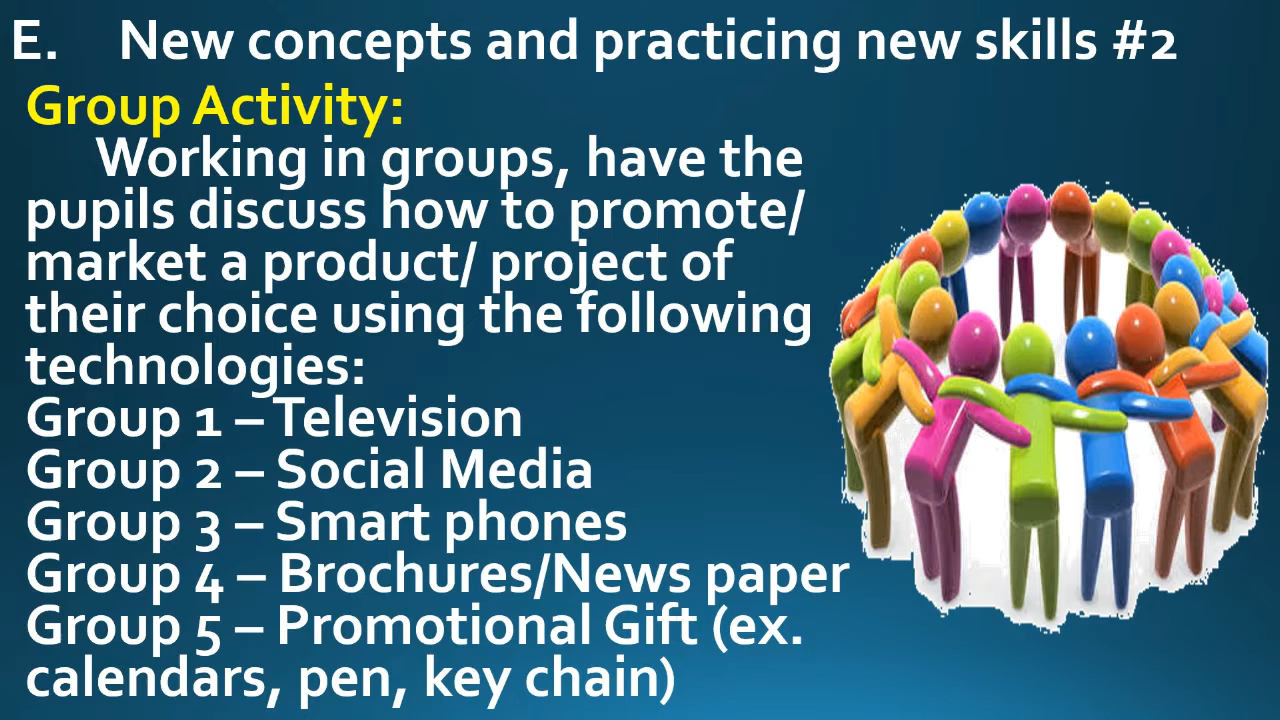 E. New concepts and practicing new skills #2
Group Activity:
Working in groups, have the
pupils discuss how to promote/
market a product/ project of
their choice using the following
technologies:
Group 1 – Television
Group 2 – Social Media
Group 3 – Smart phones
Group 4 – Brochures/News paper
Group 5 – Promotional Gift (ex.
calendars, pen, key chain)